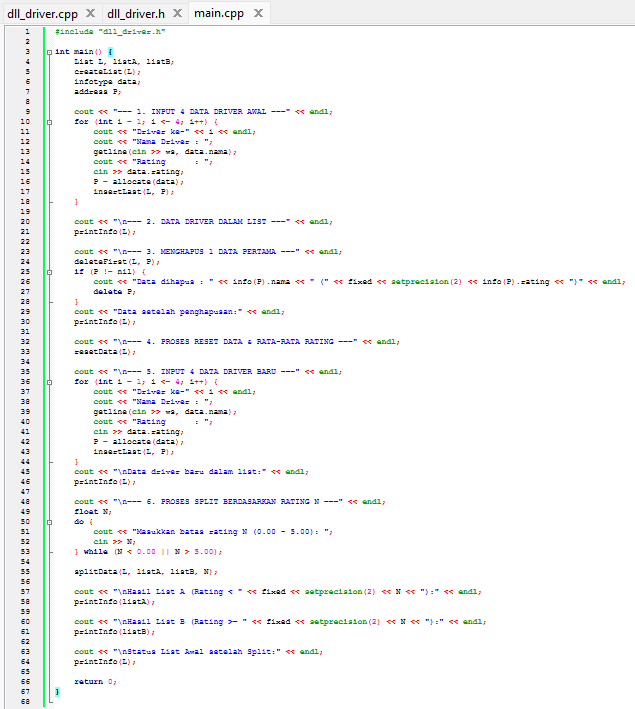 dll_driver.cpp dll_driver.h main.cpp
1 #include "dll_driver.h"
2
3 int main() {
4 List L, listA, listB;
5 createList(L);
6 infotype data;
7 address P;
8
9 cout << "--- 1. INPUT 4 DATA DRIVER AWAL ---" << endl;
10 for (int i = 1; i <= 4; i++) {
11 cout << "Driver ke-" << i << endl;
12 cout << "Nama Driver : ";
13 getline(cin >> ws, data.nama);
14 cout << "Rating      : ";
15 cin >> data.rating;
16 P = allocate(data);
17 insertLast(L, P);
18 }
19
20 cout << "\n--- 2. DATA DRIVER DALAM LIST ---" << endl;
21 printInfo(L);
22
23 cout << "\n--- 3. MENGHAPUS 1 DATA PERTAMA ---" << endl;
24 deleteFirst(L, P);
25 if (P != nil) {
26 cout << "Data dihapus : " << info(P).nama << " (" << fixed << setprecision(2) << info(P).rating << ")" << endl;
27 delete P;
28 }
29 cout << "Data setelah penghapusan:" << endl;
30 printInfo(L);
31
32 cout << "\n--- 4. PROSES RESET DATA & RATA-RATA RATING ---" << endl;
33 resetData(L);
34
35 cout << "\n--- 5. INPUT 4 DATA DRIVER BARU ---" << endl;
36 for (int i = 1; i <= 4; i++) {
37 cout << "Driver ke-" << i << endl;
38 cout << "Nama Driver : ";
39 getline(cin >> ws, data.nama);
40 cout << "Rating      : ";
41 cin >> data.rating;
42 P = allocate(data);
43 insertLast(L, P);
44 }
45 cout << "\nData driver baru dalam list:" << endl;
46 printInfo(L);
47
48 cout << "\n--- 6. PROSES SPLIT BERDASARKAN RATING N ---" << endl;
49 float N;
50 do {
51 cout << "Masukkan batas rating N (0.00 - 5.00): ";
52 cin >> N;
53 } while (N < 0.00 || N > 5.00);
54
55 splitData(L, listA, listB, N);
56
57 cout << "\nHasil List A (Rating < " << fixed << setprecision(2) << N << "):" << endl;
58 printInfo(listA);
59
60 cout << "\nHasil List B (Rating >= " << fixed << setprecision(2) << N << "):" << endl;
61 printInfo(listB);
62
63 cout << "\nStatus List Awal setelah Split:" << endl;
64 printInfo(L);
65
66 return 0;
67 }
68